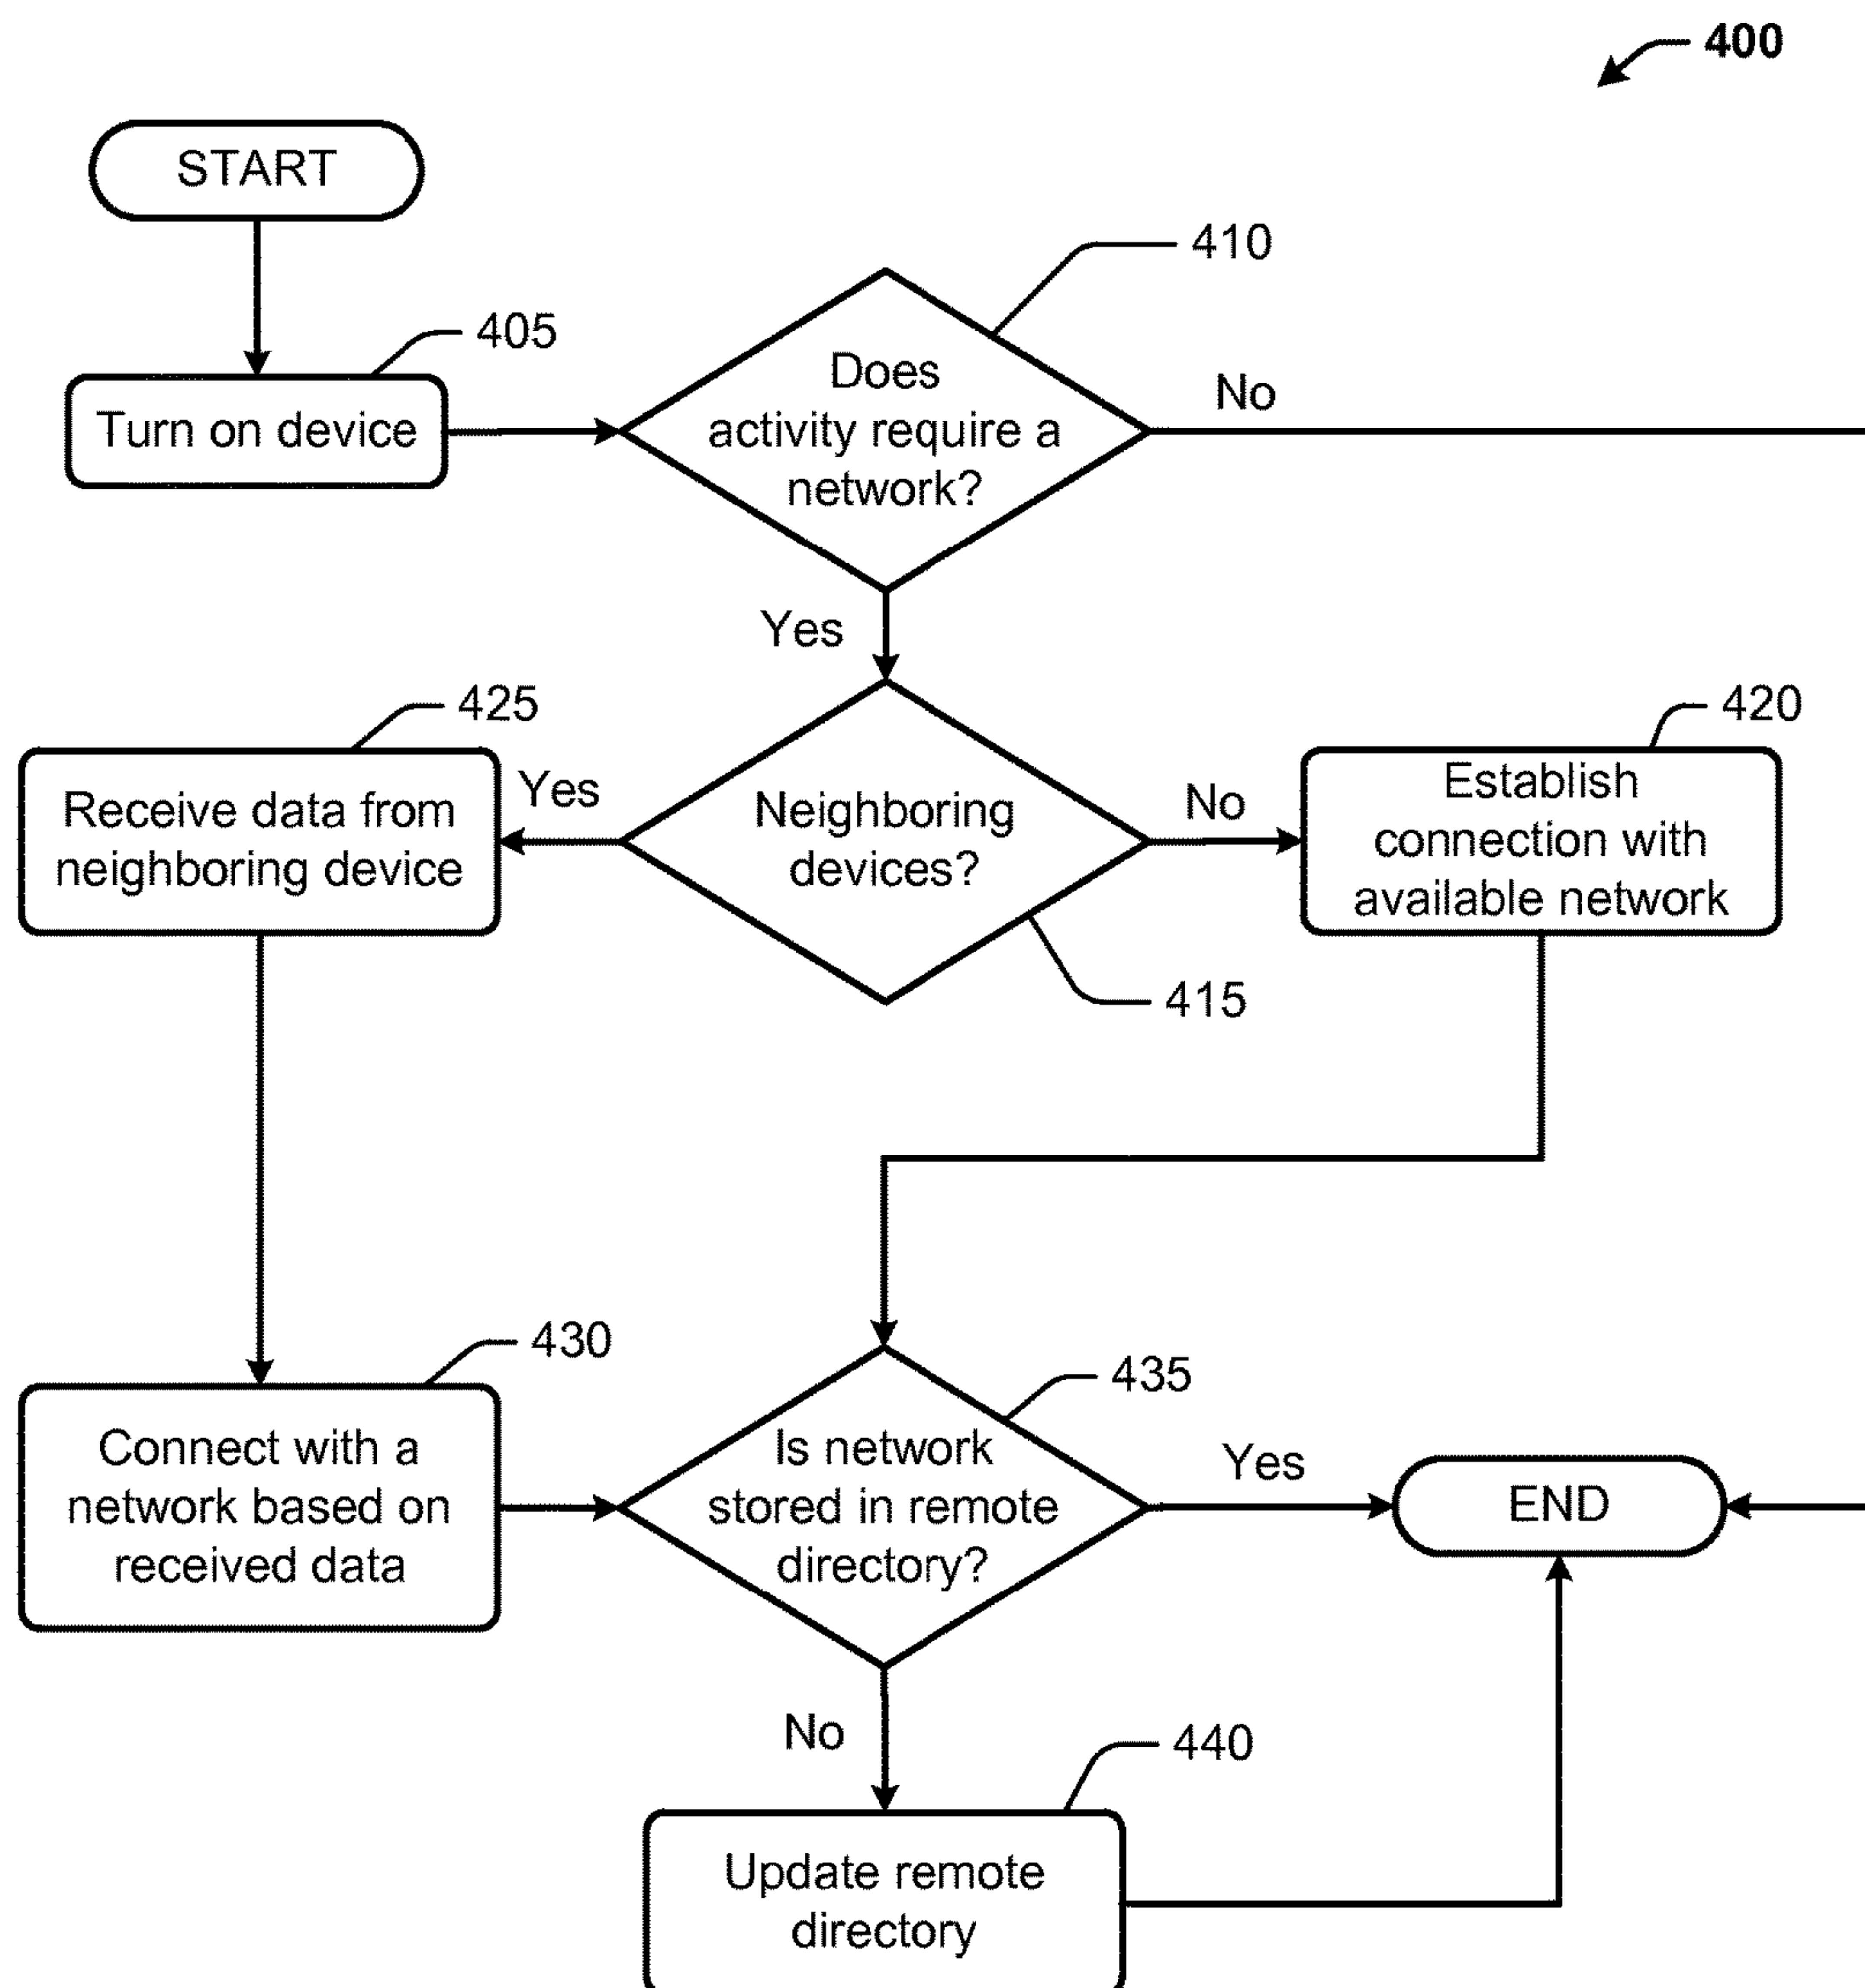 400
START
410
405
Does
activity require a
network?
No
Turn on device
Yes
425
420
Receive data from
neighboring device
Yes
Neighboring
devices?
No
Establish
connection with
available network
415
430
435
Connect with a
network based on
received data
Is network
stored in remote
directory?
Yes
END
No
440
Update remote
directory